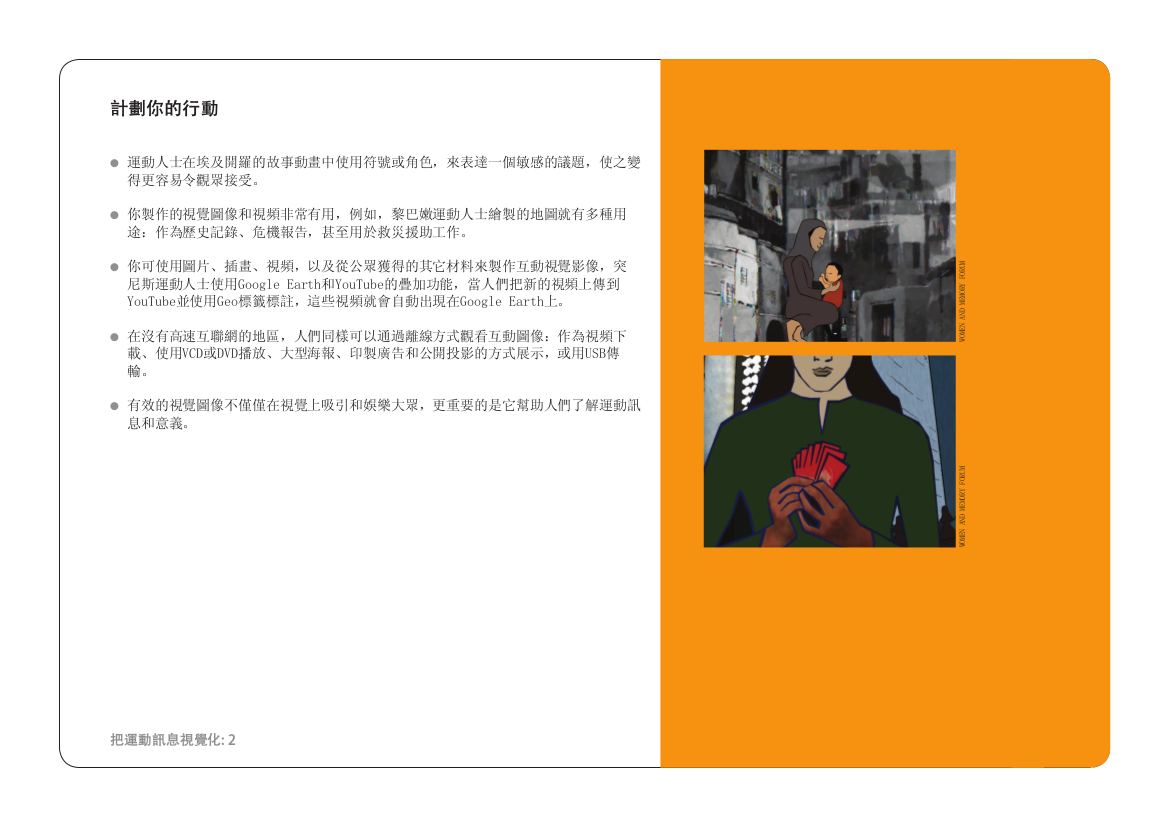 計劃你的行動
● 運動人士在埃及開羅的故事動畫中使用符號或角色，來表達一個敏感的議題，使之變
得更容易令觀眾接受。
● 你製作的視覺圖像和視頻非常有用，例如，黎巴嫩運動人士繪製的地圖就有多種用
途：作為歷史記錄、危機報告，甚至用於救災援助工作。
● 你可使用圖片、插畫、視頻，以及從公眾獲得的其它材料來製作互動視覺影像，突
尼斯運動人士使用Google Earth和YouTube的疊加功能，當人們把新的視頻上傳到
YouTube並使用Geo標籤標註，這些視頻就會自動出現在Google Earth上。
● 在沒有高速互聯網的地區，人們同樣可以通過離線方式觀看互動圖像：作為視頻下
載、使用VCD或DVD播放、大型海報、印製廣告和公開投影的方式展示，或用USB傳
輸。
● 有效的視覺圖像不僅僅在視覺上吸引和娛樂大眾，更重要的是它幫助人們了解運動訊
息和意義。
把運動訊息視覺化: 2
WOMEN AND MEMORY FORUM
WOMEN AND MEMORY FORUM